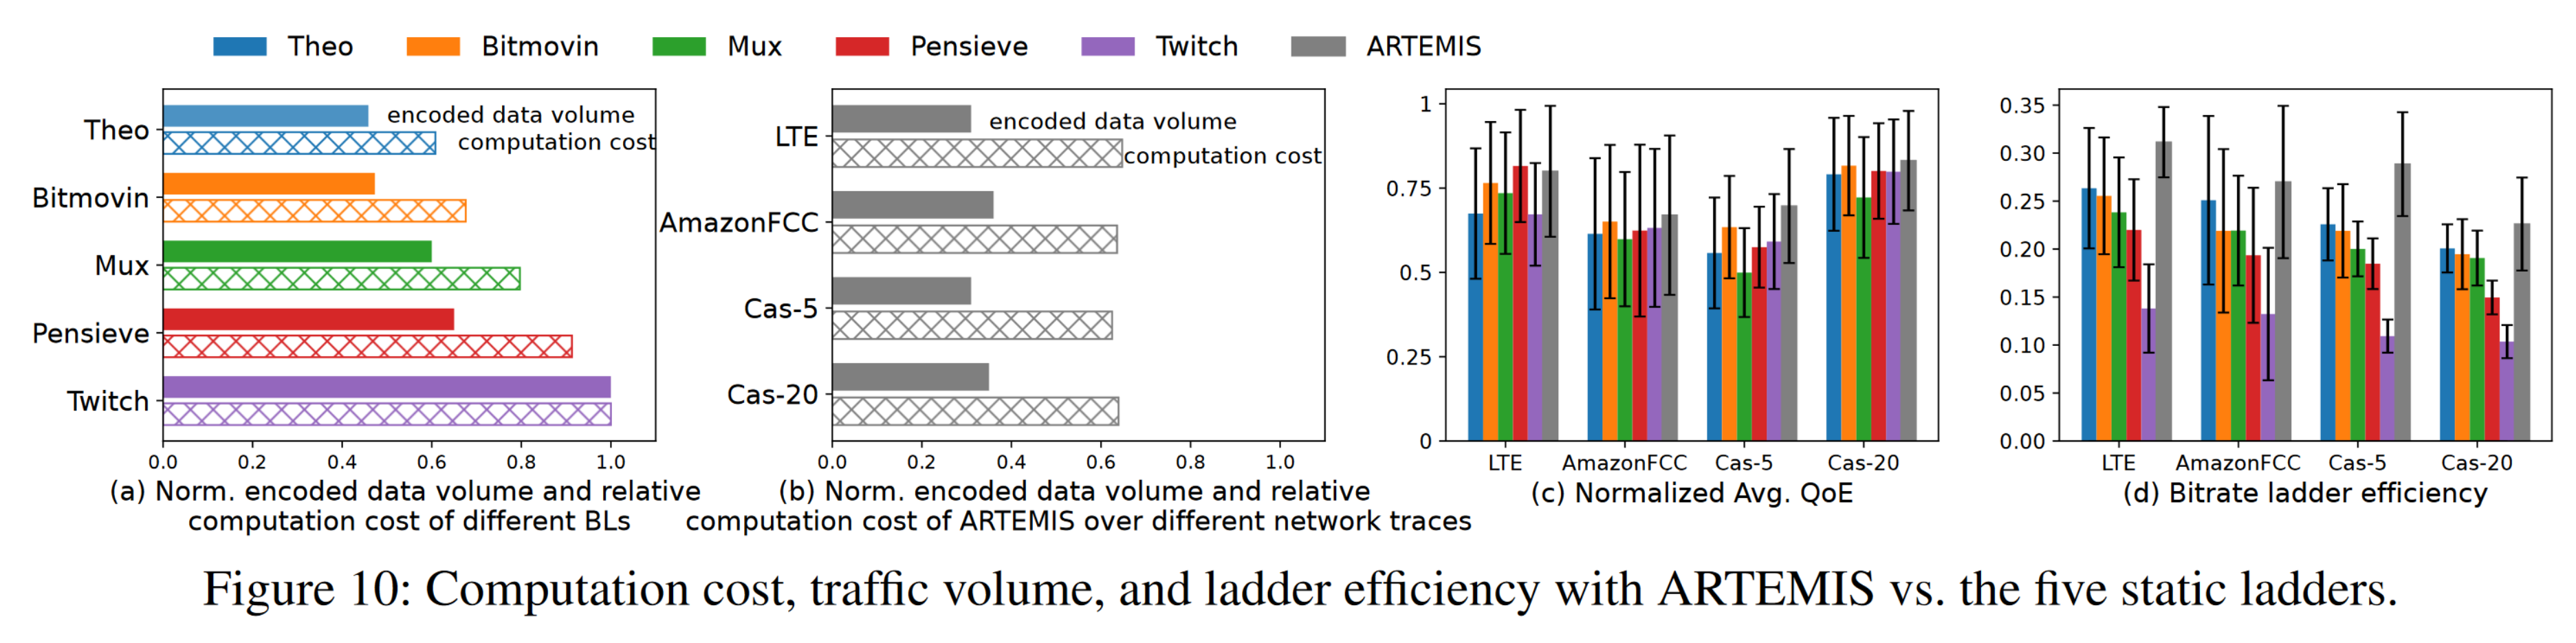 Theo Bitmovin Mux Pensieve Twitch ARTEMIS
Theo
Bitmovin
Mux
Pensieve
Twitch
encoded data volume
computation cost
0.0 0.2 0.4 0.6 0.8 1.0
(a) Norm. encoded data volume and relative
computation cost of different BLs
LTE
AmazonFCC
Cas-5
Cas-20
encoded data volume
computation cost
0.0 0.2 0.4 0.6 0.8 1.0
(b) Norm. encoded data volume and relative
computation cost of ARTEMIS over different network traces
1
0.75
0.5
0.25
0
LTE AmazonFCC Cas-5 Cas-20
(c) Normalized Avg. QoE
0.35
0.30
0.25
0.20
0.15
0.10
0.05
0.00
LTE AmazonFCC Cas-5 Cas-20
(d) Bitrate ladder efficiency
Figure 10: Computation cost, traffic volume, and ladder efficiency with ARTEMIS vs. the five static ladders.